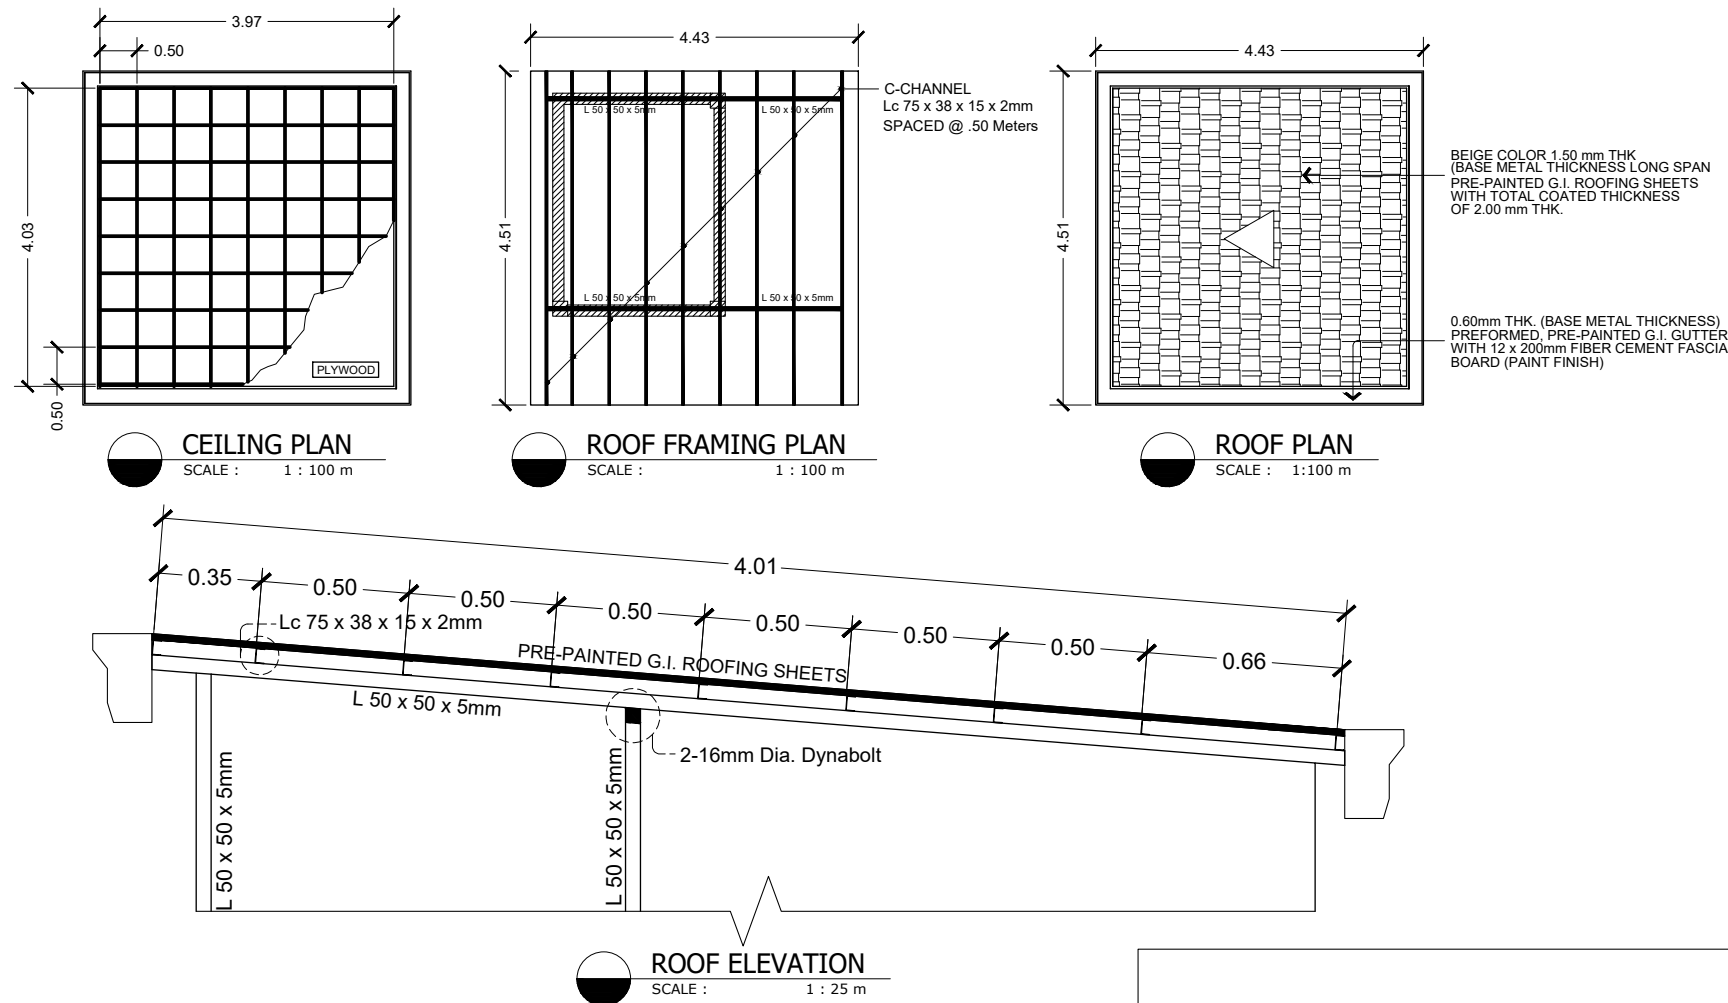 3.97
0.50
4.03
0.50
PLYWOOD
CEILING PLAN
SCALE : 1 : 100 m
4.43
4.51
L 50 x 50 x 5mm
L 50 x 50 x 5mm
L 50 x 50 x 5mm
L 50 x 50 x 5mm
C-CHANNEL
Lc 75 x 38 x 15 x 2mm
SPACED @ .50 Meters
ROOF FRAMING PLAN
SCALE : 1 : 100 m
4.43
4.51
BEIGE COLOR 1.50 mm THK
(BASE METAL THICKNESS LONG SPAN
PRE-PAINTED G.I. ROOFING SHEETS
WITH TOTAL COATED THICKNESS
OF 2.00 mm THK.
0.60mm THK. (BASE METAL THICKNESS)
PREFORMED, PRE-PAINTED G.I. GUTTER
WITH 12 x 200mm FIBER CEMENT FASCIA
BOARD (PAINT FINISH)
ROOF PLAN
SCALE : 1:100 m
4.01
0.35
0.50
0.50
0.50
0.50
0.50
0.50
0.66
Lc 75 x 38 x 15 x 2mm
PRE-PAINTED G.I. ROOFING SHEETS
L 50 x 50 x 5mm
2-16mm Dia. Dynabolt
L 50 x 50 x 5mm
L 50 x 50 x 5mm
ROOF ELEVATION
SCALE : 1 : 25 m